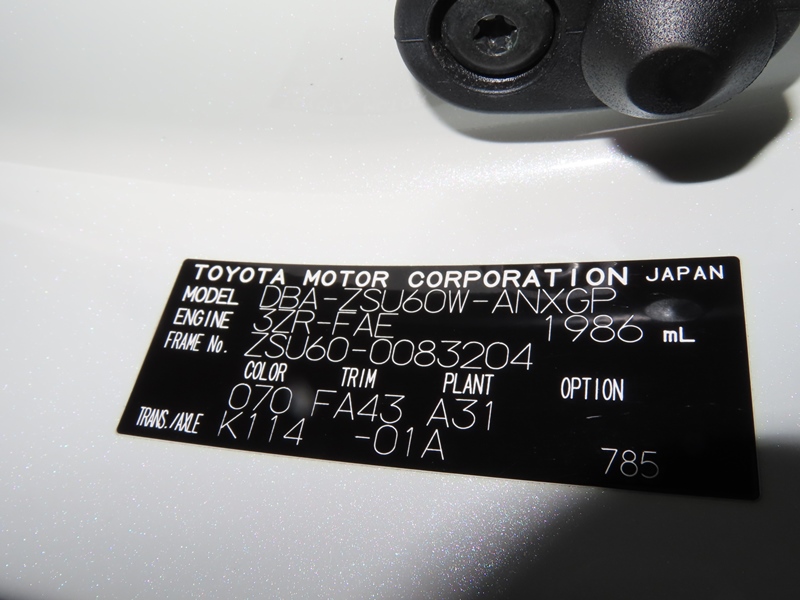 TOYOTA MOTOR CORPORATION JAPAN
MODEL DBA-ZSU60W-ANXGP
ENGINE 3ZR-FAE 1986 mL
FRAME No. ZSU60-0083204
COLOR TRIM PLANT OPTION
070 FA43 A31
TRANS./AXLE K114 -01A
785